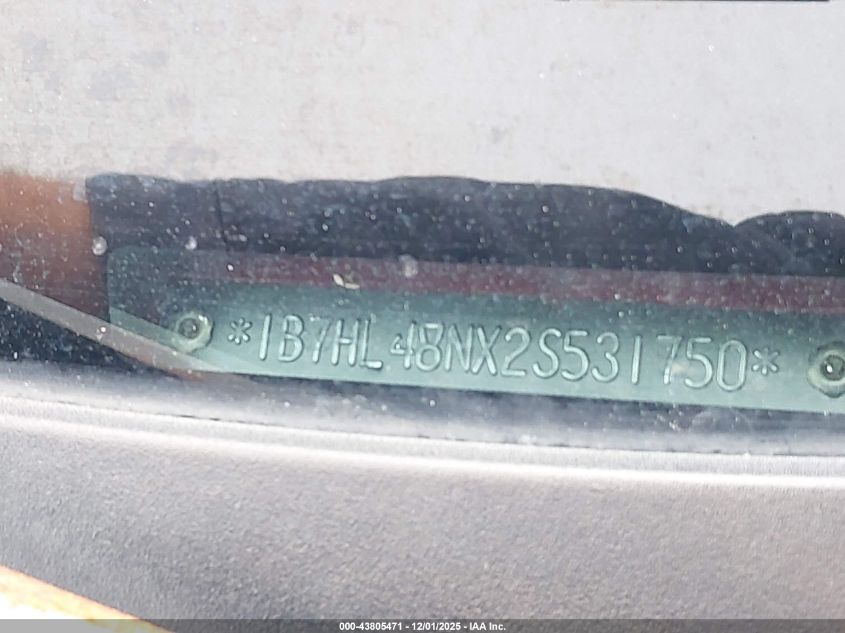 *1B7HL48NX2S531750*
000-43805471 - 12/01/2025 - IAA Inc.